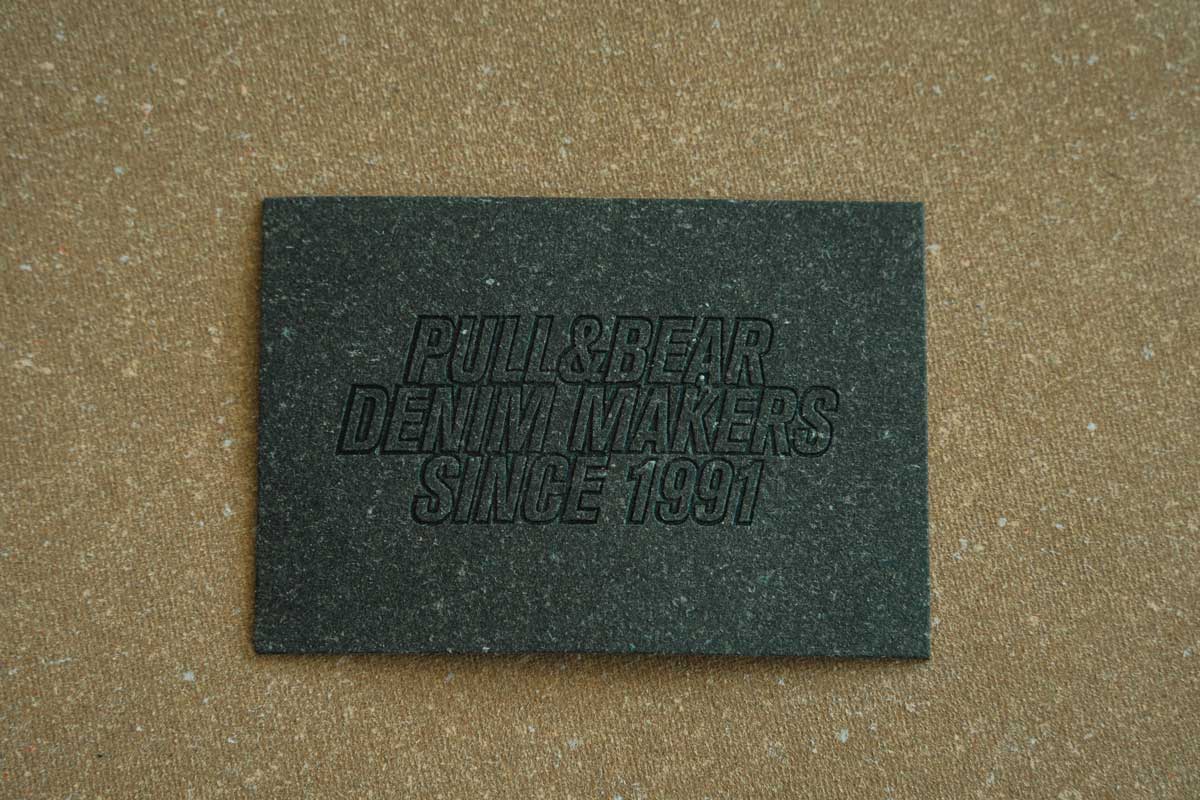 PULL&BEAR
DENIM MAKERS
SINCE 1991